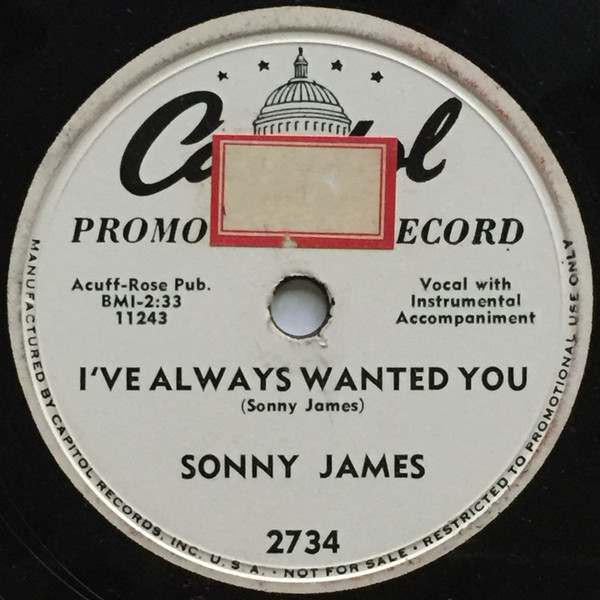 PROMO ECORD
Acuff-Rose Pub.
BMI-2:33
11243
Vocal with
Instrumental
Accompaniment
I'VE ALWAYS WANTED YOU
(Sonny James)
SONNY JAMES
2734
MANUFACTURED BY CAPITOL RECORDS, INC. U.S.A. · NOT FOR SALE · RESTRICTED TO PROMOTIONAL USE ONLY